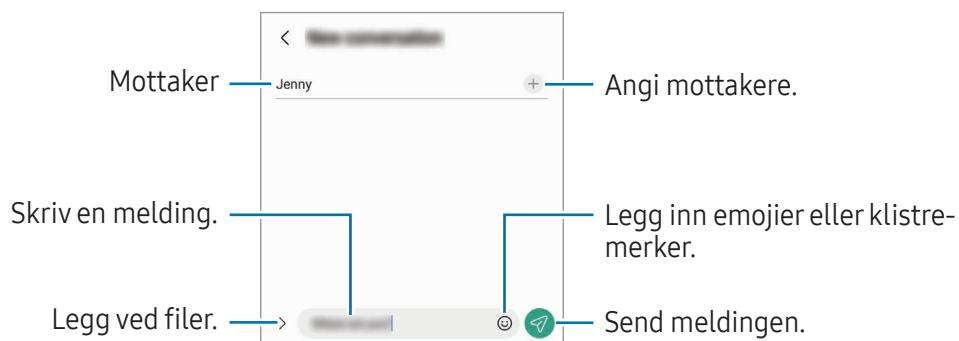 Mottaker
Jenny
Angi mottakere.
Skriv en melding.
Legg inn emojier eller klistre-
merker.
Legg ved filer.
Send meldingen.